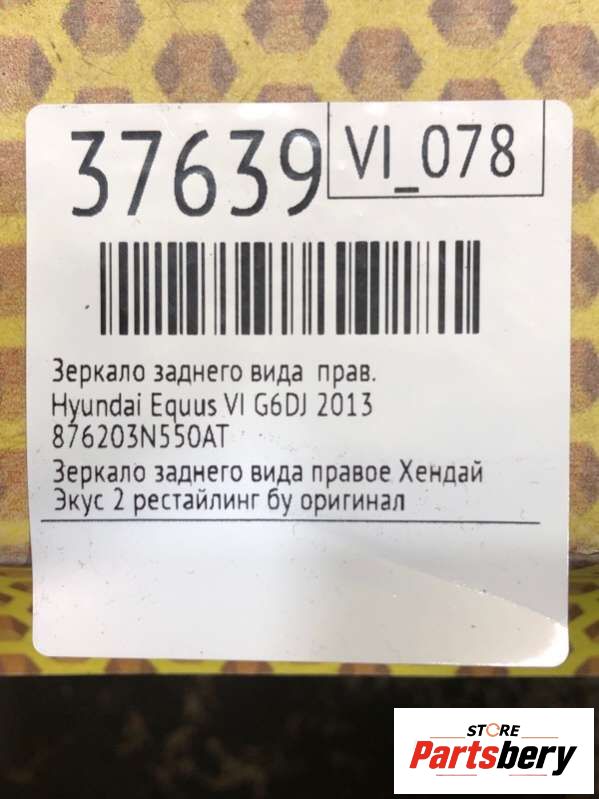 37639
VI_078
Зеркало заднего вида прав.
Hyundai Equus VI G6DJ 2013
876203N550AT
Зеркало заднего вида правое Хендай
Экус 2 рестайлинг бу оригинал
STORE
Partsbery